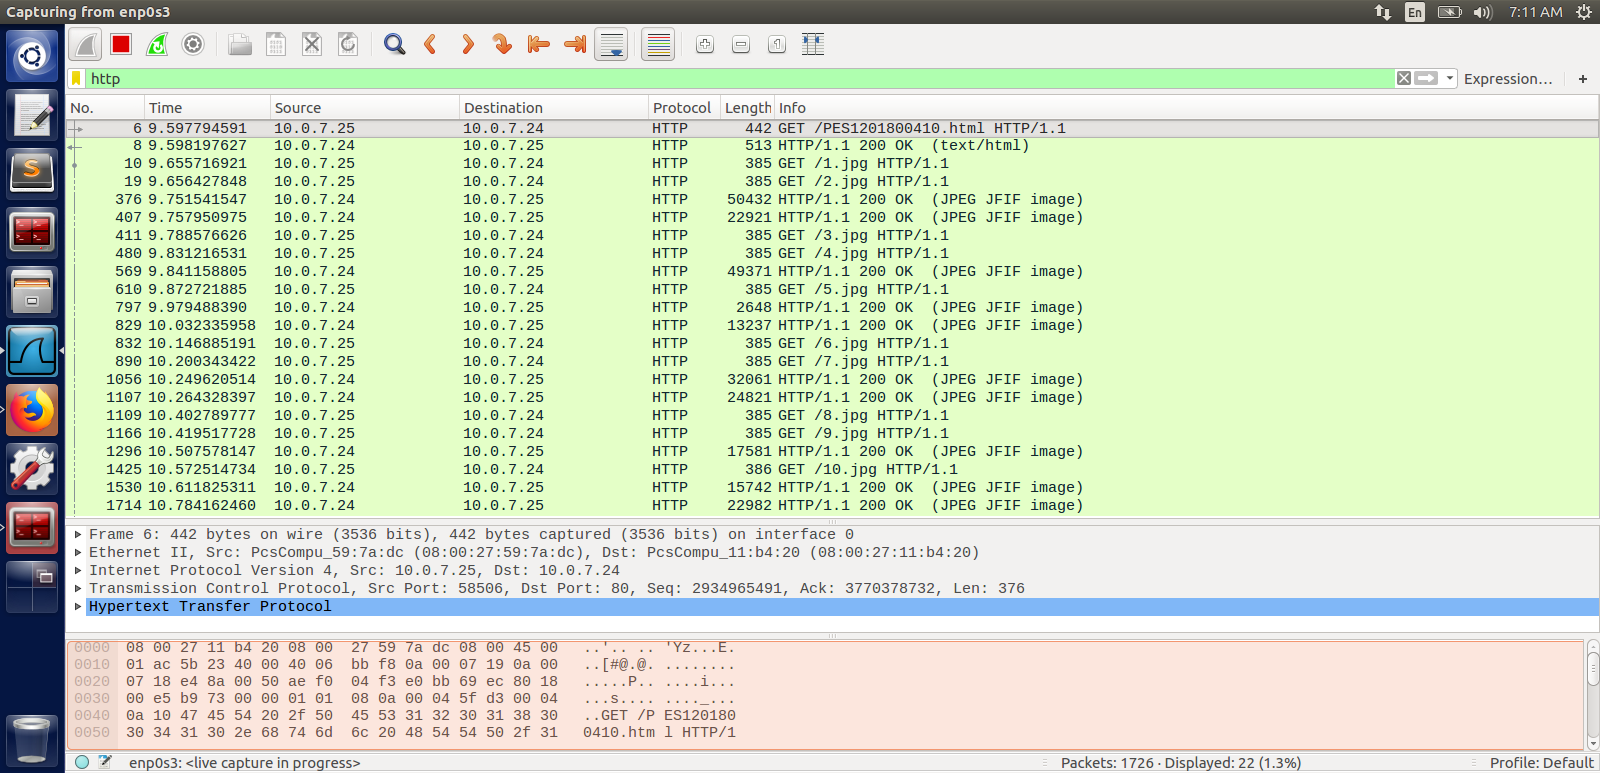 Capturing from enp0s3 En 7:11 AM
http Expression… +
No. Time Source Destination Protocol Length Info
6 9.597794591 10.0.7.25 10.0.7.24 HTTP 442 GET /PES1201800410.html HTTP/1.1
8 9.598197627 10.0.7.24 10.0.7.25 HTTP 513 HTTP/1.1 200 OK (text/html)
10 9.655716921 10.0.7.25 10.0.7.24 HTTP 385 GET /1.jpg HTTP/1.1
19 9.656427848 10.0.7.25 10.0.7.24 HTTP 385 GET /2.jpg HTTP/1.1
376 9.751541547 10.0.7.24 10.0.7.25 HTTP 50432 HTTP/1.1 200 OK (JPEG JFIF image)
407 9.757950975 10.0.7.24 10.0.7.25 HTTP 22921 HTTP/1.1 200 OK (JPEG JFIF image)
411 9.788576626 10.0.7.25 10.0.7.24 HTTP 385 GET /3.jpg HTTP/1.1
480 9.831216531 10.0.7.25 10.0.7.24 HTTP 385 GET /4.jpg HTTP/1.1
569 9.841158805 10.0.7.24 10.0.7.25 HTTP 49371 HTTP/1.1 200 OK (JPEG JFIF image)
610 9.872721885 10.0.7.25 10.0.7.24 HTTP 385 GET /5.jpg HTTP/1.1
797 9.979488390 10.0.7.24 10.0.7.25 HTTP 2648 HTTP/1.1 200 OK (JPEG JFIF image)
829 10.032335958 10.0.7.24 10.0.7.25 HTTP 13237 HTTP/1.1 200 OK (JPEG JFIF image)
832 10.146885191 10.0.7.25 10.0.7.24 HTTP 385 GET /6.jpg HTTP/1.1
890 10.200343422 10.0.7.25 10.0.7.24 HTTP 385 GET /7.jpg HTTP/1.1
1056 10.249620514 10.0.7.24 10.0.7.25 HTTP 32061 HTTP/1.1 200 OK (JPEG JFIF image)
1107 10.264328397 10.0.7.24 10.0.7.25 HTTP 24821 HTTP/1.1 200 OK (JPEG JFIF image)
1109 10.402789777 10.0.7.25 10.0.7.24 HTTP 385 GET /8.jpg HTTP/1.1
1166 10.419517728 10.0.7.25 10.0.7.24 HTTP 385 GET /9.jpg HTTP/1.1
1296 10.507578147 10.0.7.24 10.0.7.25 HTTP 17581 HTTP/1.1 200 OK (JPEG JFIF image)
1425 10.572514734 10.0.7.25 10.0.7.24 HTTP 386 GET /10.jpg HTTP/1.1
1530 10.611825311 10.0.7.24 10.0.7.25 HTTP 15742 HTTP/1.1 200 OK (JPEG JFIF image)
1714 10.784162460 10.0.7.24 10.0.7.25 HTTP 22982 HTTP/1.1 200 OK (JPEG JFIF image)
Frame 6: 442 bytes on wire (3536 bits), 442 bytes captured (3536 bits) on interface 0
Ethernet II, Src: PcsCompu_59:7a:dc (08:00:27:59:7a:dc), Dst: PcsCompu_11:b4:20 (08:00:27:11:b4:20)
Internet Protocol Version 4, Src: 10.0.7.25, Dst: 10.0.7.24
Transmission Control Protocol, Src Port: 58506, Dst Port: 80, Seq: 2934965491, Ack: 3770378732, Len: 376
Hypertext Transfer Protocol
0000 08 00 27 11 b4 20 08 00 27 59 7a dc 08 00 45 00 ..'.. .. 'Yz...E.
0010 01 ac 5b 23 40 00 40 06 bb f8 0a 00 07 19 0a 00 ..[#@.@. ........
0020 07 18 e4 8a 00 50 ae f0 04 f3 e0 bb 69 ec 80 18 .....P.. ....i...
0030 00 e5 b9 73 00 00 01 01 08 0a 00 04 5f d3 00 04 ...s.... ...._...
0040 0a 10 47 45 54 20 2f 50 45 53 31 32 30 31 38 30 ..GET /P ES120180
0050 30 34 31 30 2e 68 74 6d 6c 20 48 54 54 50 2f 31 0410.htm l HTTP/1
enp0s3: <live capture in progress> Packets: 1726 · Displayed: 22 (1.3%) Profile: Default